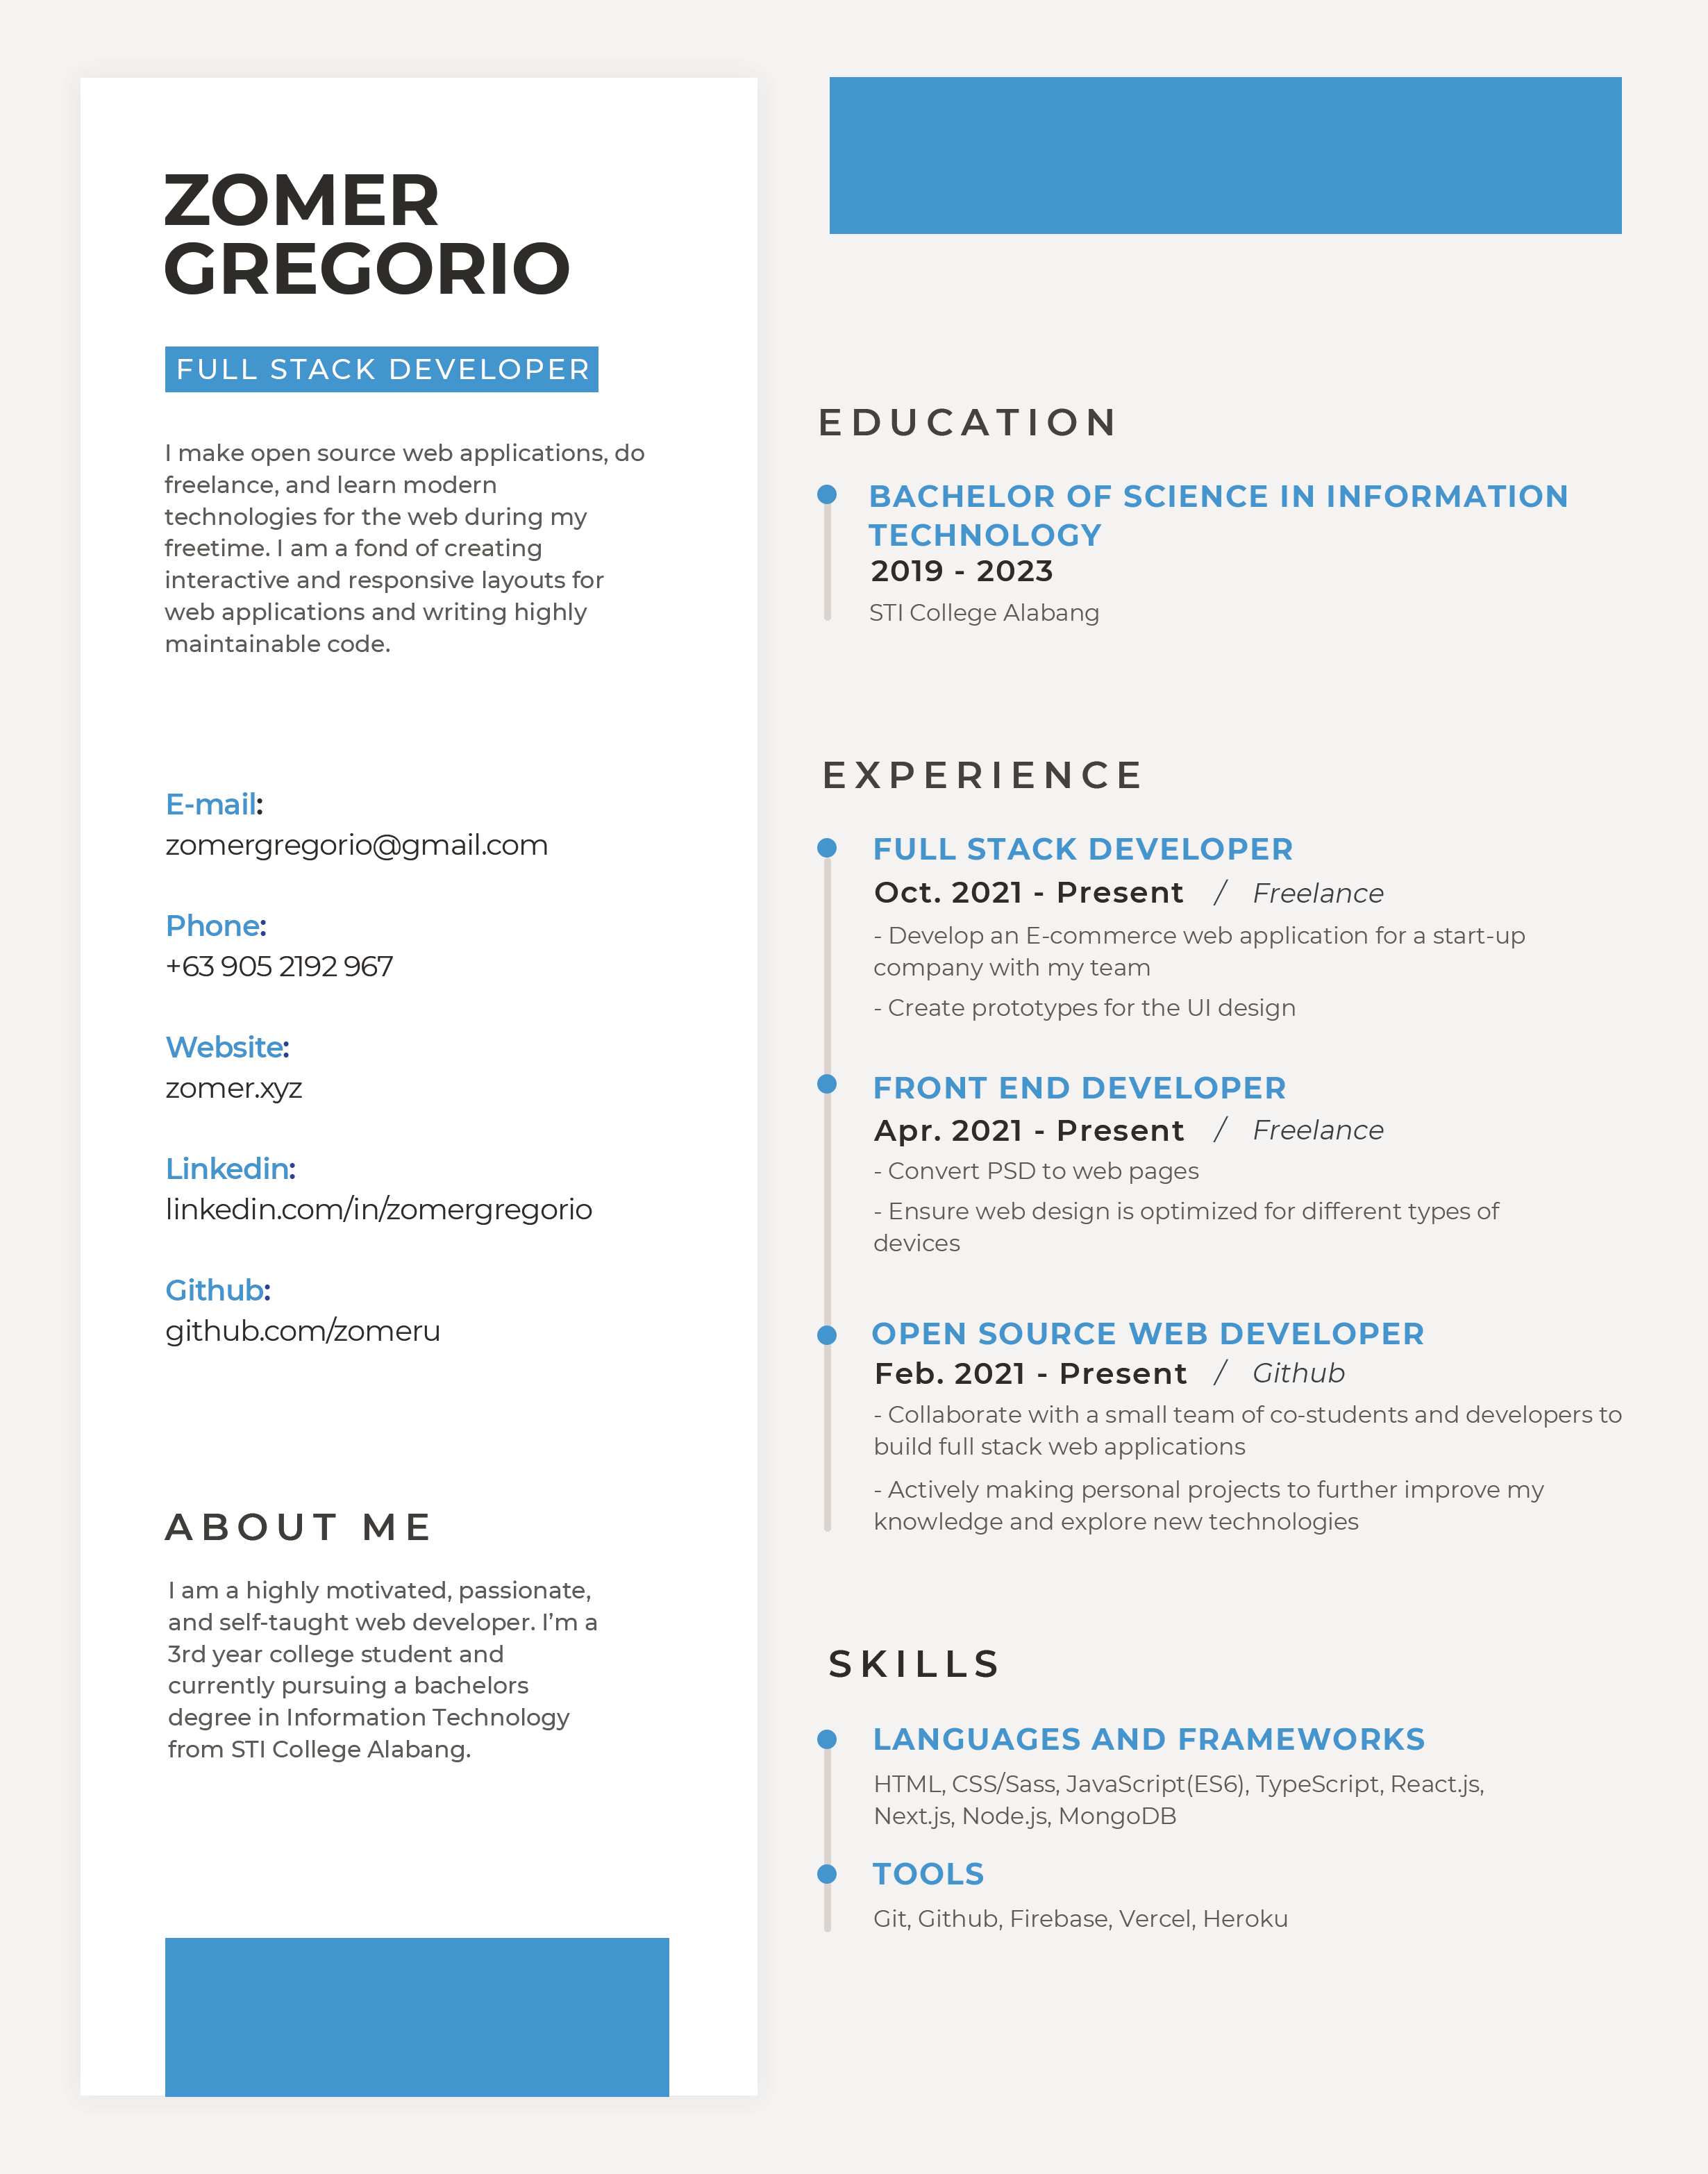 ZOMER
GREGORIO
FULL STACK DEVELOPER
I make open source web applications, do
freelance, and learn modern
technologies for the web during my
freetime. I am a fond of creating
interactive and responsive layouts for
web applications and writing highly
maintainable code.
E-mail:
zomergregorio@gmail.com
Phone:
+63 905 2192 967
Website:
zomer.xyz
Linkedin:
linkedin.com/in/zomergregorio
Github:
github.com/zomeru
ABOUT ME
I am a highly motivated, passionate,
and self-taught web developer. I’m a
3rd year college student and
currently pursuing a bachelors
degree in Information Technology
from STI College Alabang.
EDUCATION
BACHELOR OF SCIENCE IN INFORMATION
TECHNOLOGY
2019 - 2023
STI College Alabang
EXPERIENCE
FULL STACK DEVELOPER
Oct. 2021 - Present / Freelance
- Develop an E-commerce web application for a start-up
company with my team
- Create prototypes for the UI design
FRONT END DEVELOPER
Apr. 2021 - Present / Freelance
- Convert PSD to web pages
- Ensure web design is optimized for different types of
devices
OPEN SOURCE WEB DEVELOPER
Feb. 2021 - Present / Github
- Collaborate with a small team of co-students and developers to
build full stack web applications
- Actively making personal projects to further improve my
knowledge and explore new technologies
SKILLS
LANGUAGES AND FRAMEWORKS
HTML, CSS/Sass, JavaScript(ES6), TypeScript, React.js,
Next.js, Node.js, MongoDB
TOOLS
Git, Github, Firebase, Vercel, Heroku